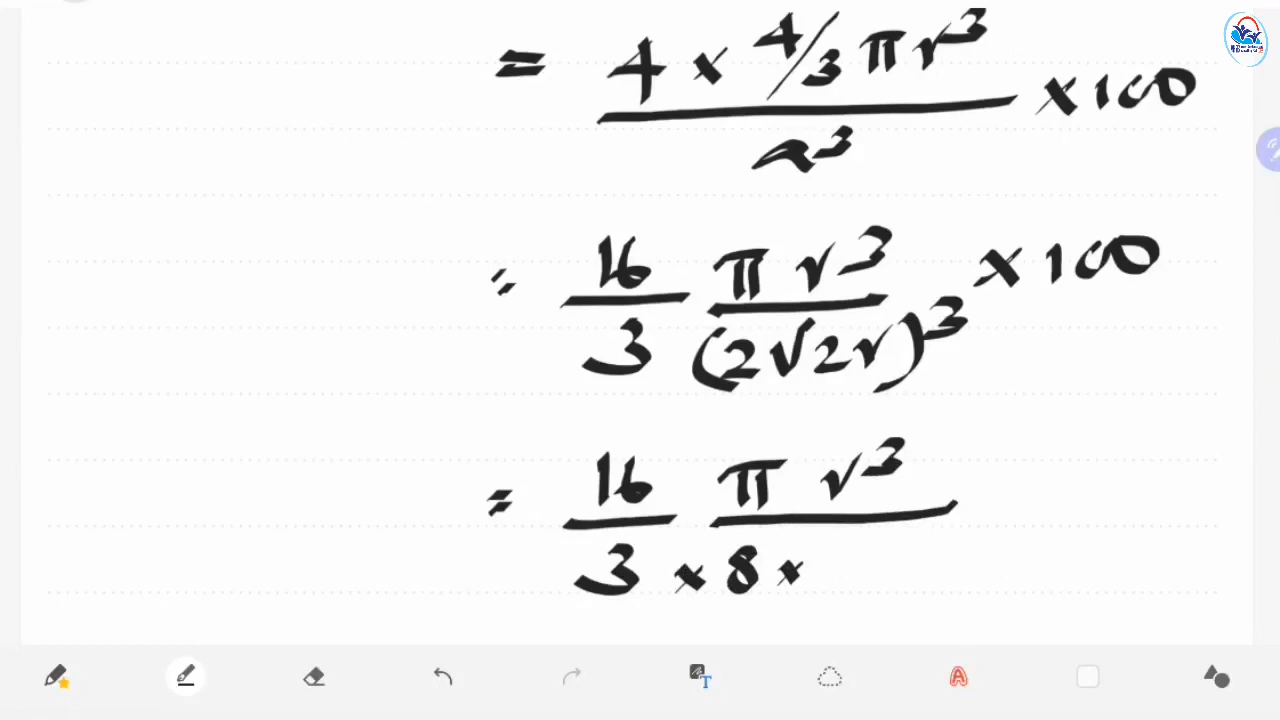 = 4 × 4/3 πr³ / a³ × 100
= 16/3 πr³/(2√2r)³ × 100
= 16/3 πr³/× 8 ×